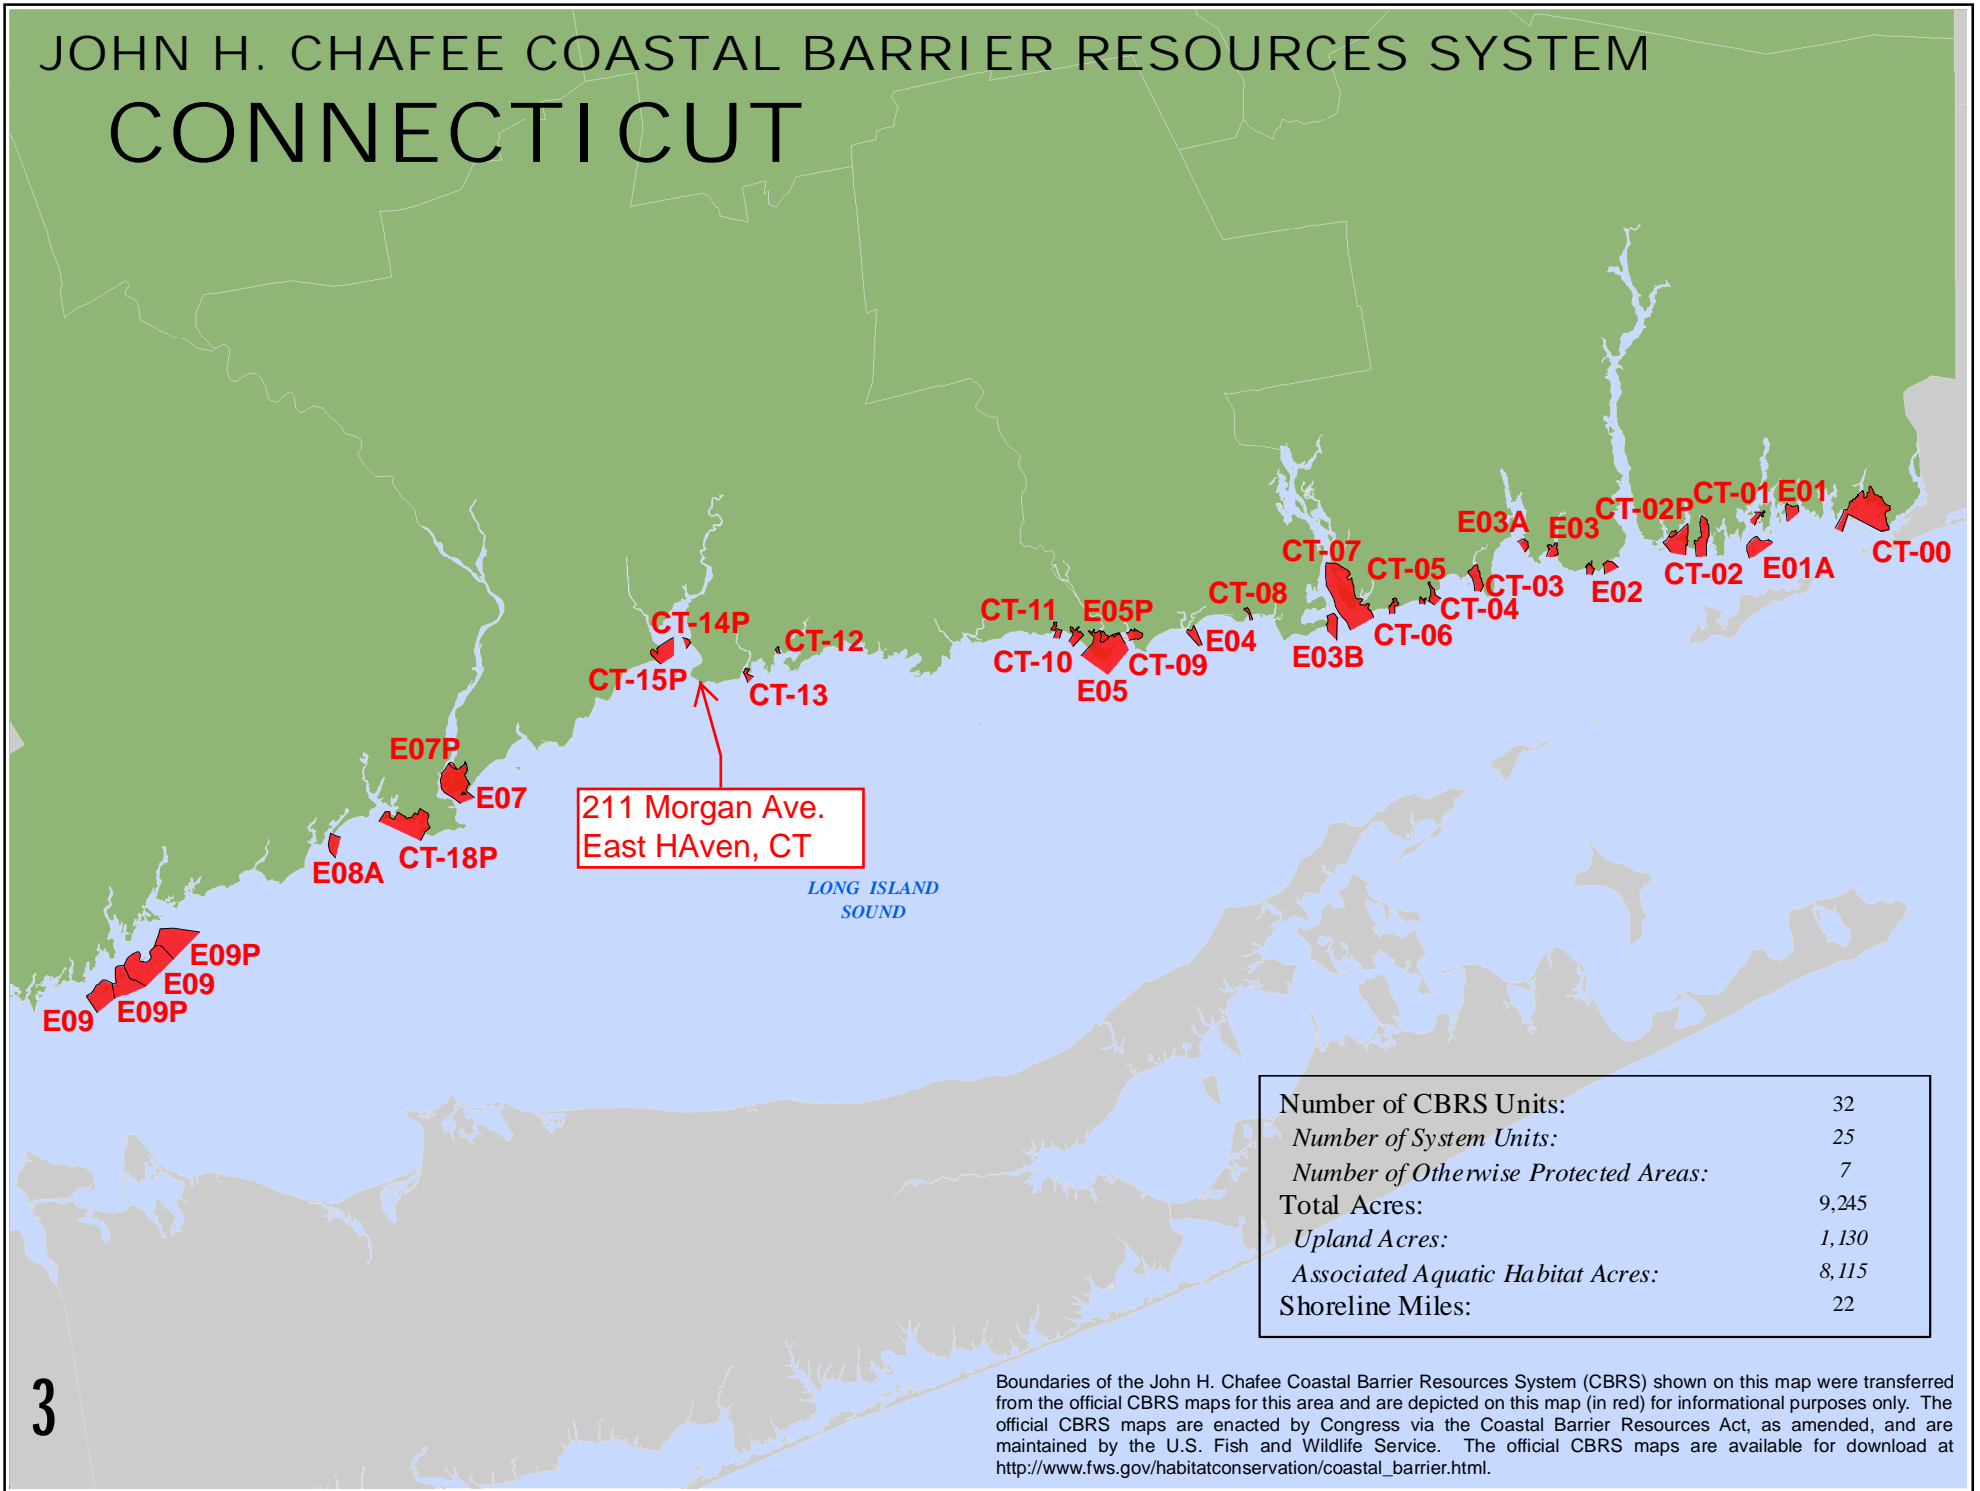 JOHN H. CHAFEE COASTAL BARRIER RESOURCES SYSTEM
CONNECTICUT
CT-02P
CT-01
E01
E03A
E03
CT-00
CT-07
CT-05
CT-02
E01A
CT-03
E02
CT-08
CT-04
CT-11
E05P
CT-06
CT-14P
CT-12
E04
E03B
CT-10
CT-09
CT-15P
CT-13
E05
E07P
E07
211 Morgan Ave.
East HAven, CT
CT-18P
E08A
LONG ISLAND
SOUND
E09P
E09
E09P
E09
Number of CBRS Units: 32
Number of System Units: 25
Number of Otherwise Protected Areas: 7
Total Acres: 9,245
Upland Acres: 1,130
Associated Aquatic Habitat Acres: 8,115
Shoreline Miles: 22
3
Boundaries of the John H. Chafee Coastal Barrier Resources System (CBRS) shown on this map were transferred
from the official CBRS maps for this area and are depicted on this map (in red) for informational purposes only. The
official CBRS maps are enacted by Congress via the Coastal Barrier Resources Act, as amended, and are
maintained by the U.S. Fish and Wildlife Service. The official CBRS maps are available for download at
http://www.fws.gov/habitatconservation/coastal_barrier.html.